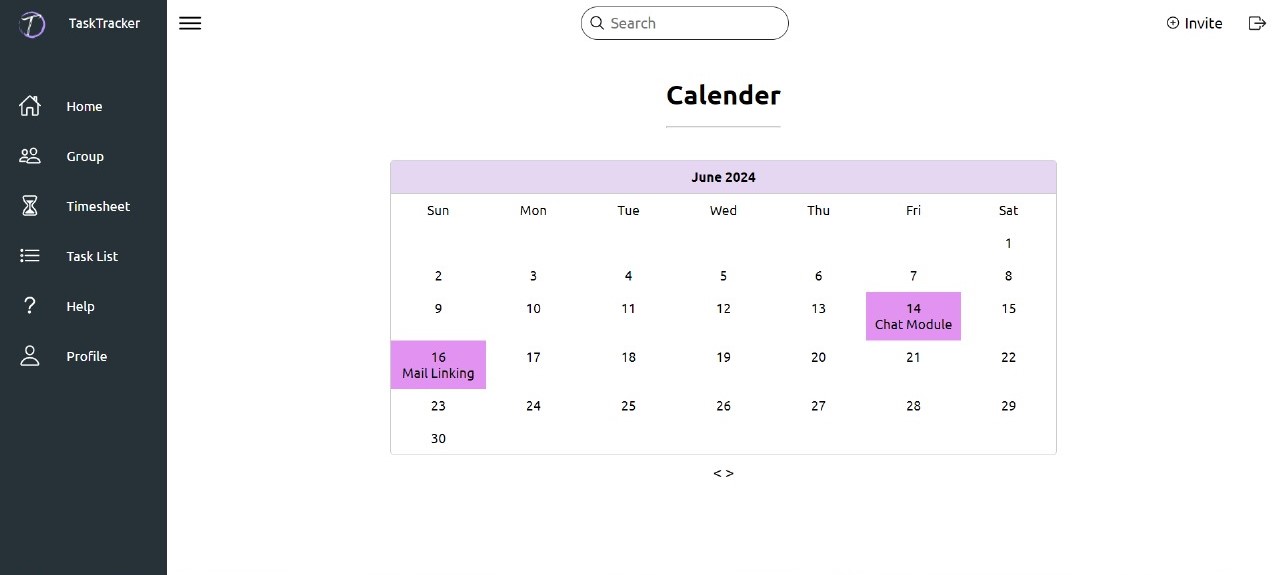 TaskTracker
Search
Invite
Home
Group
Timesheet
Task List
? Help
Profile
Calender
June 2024
Sun Mon Tue Wed Thu Fri Sat
1
2 3 4 5 6 7 8
9 10 11 12 13 14 15
Chat Module
16 17 18 19 20 21 22
Mail Linking
23 24 25 26 27 28 29
30
< >